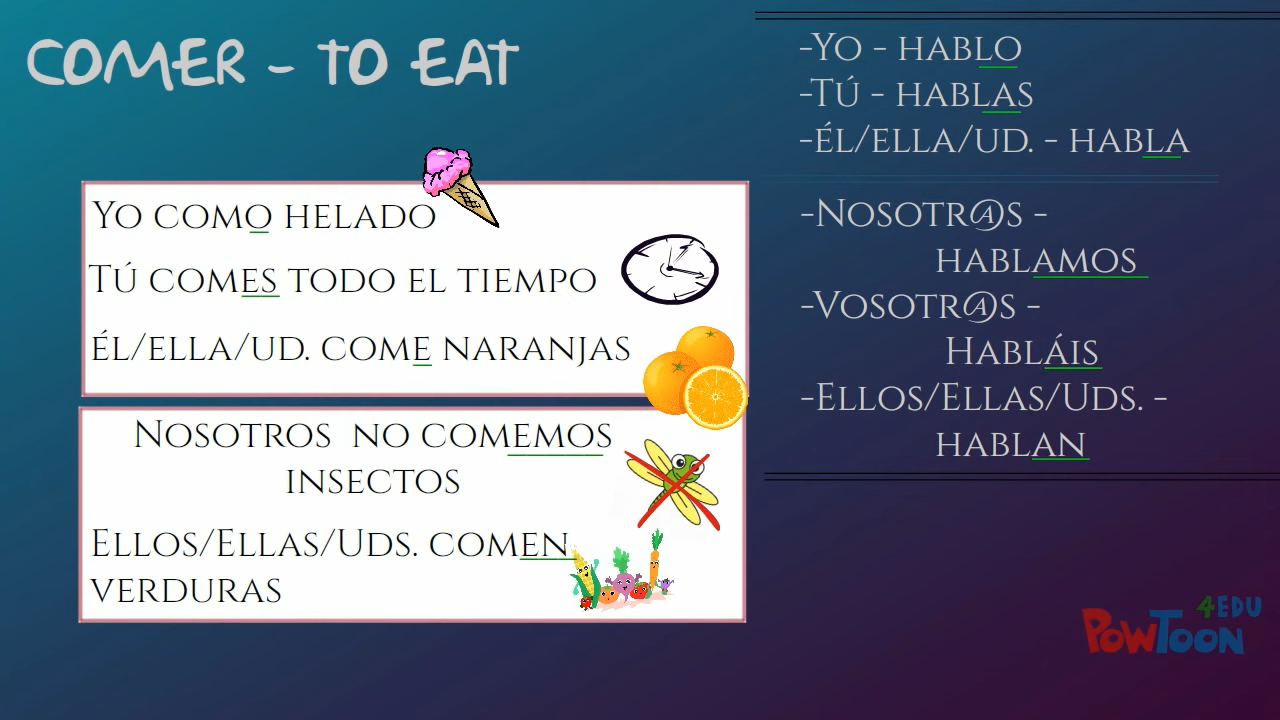 COMER - TO EAT
Yo como helado
Tú comes todo el tiempo
él/ella/ud. come naranjas
Nosotros no comemos
insectos
Ellos/Ellas/Uds. comen
verduras
-Yo - hablo
-Tú - hablas
-él/ella/ud. - habla
-Nosotr@s -
hablamos
-Vosotr@s -
Habláis
-Ellos/Ellas/Uds. -
hablan
POWTOON 4EDU